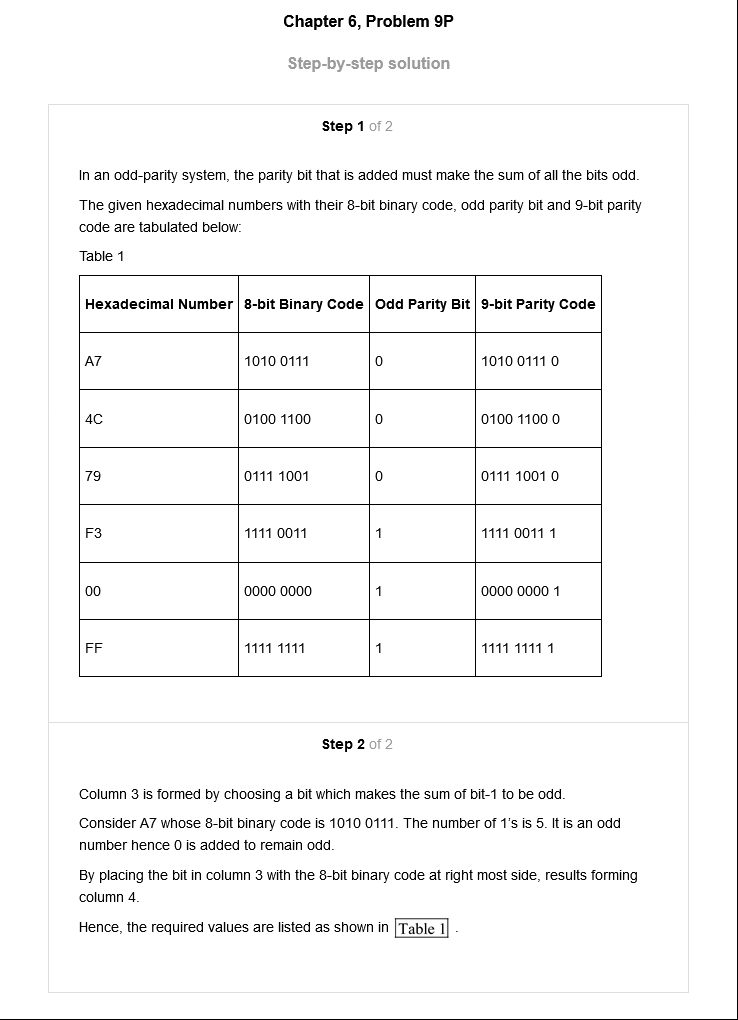 Chapter 6, Problem 9P
Step-by-step solution
Step 1 of 2
In an odd-parity system, the parity bit that is added must make the sum of all the bits odd.
The given hexadecimal numbers with their 8-bit binary code, odd parity bit and 9-bit parity
code are tabulated below:
Table 1
Hexadecimal Number 8-bit Binary Code Odd Parity Bit 9-bit Parity Code
A7 1010 0111 0 1010 0111 0
4C 0100 1100 0 0100 1100 0
79 0111 1001 0 0111 1001 0
F3 1111 0011 1 1111 0011 1
00 0000 0000 1 0000 0000 1
FF 1111 1111 1 1111 1111 1
Step 2 of 2
Column 3 is formed by choosing a bit which makes the sum of bit-1 to be odd.
Consider A7 whose 8-bit binary code is 1010 0111. The number of 1's is 5. It is an odd
number hence 0 is added to remain odd.
By placing the bit in column 3 with the 8-bit binary code at right most side, results forming
column 4.
Hence, the required values are listed as shown in Table 1 .